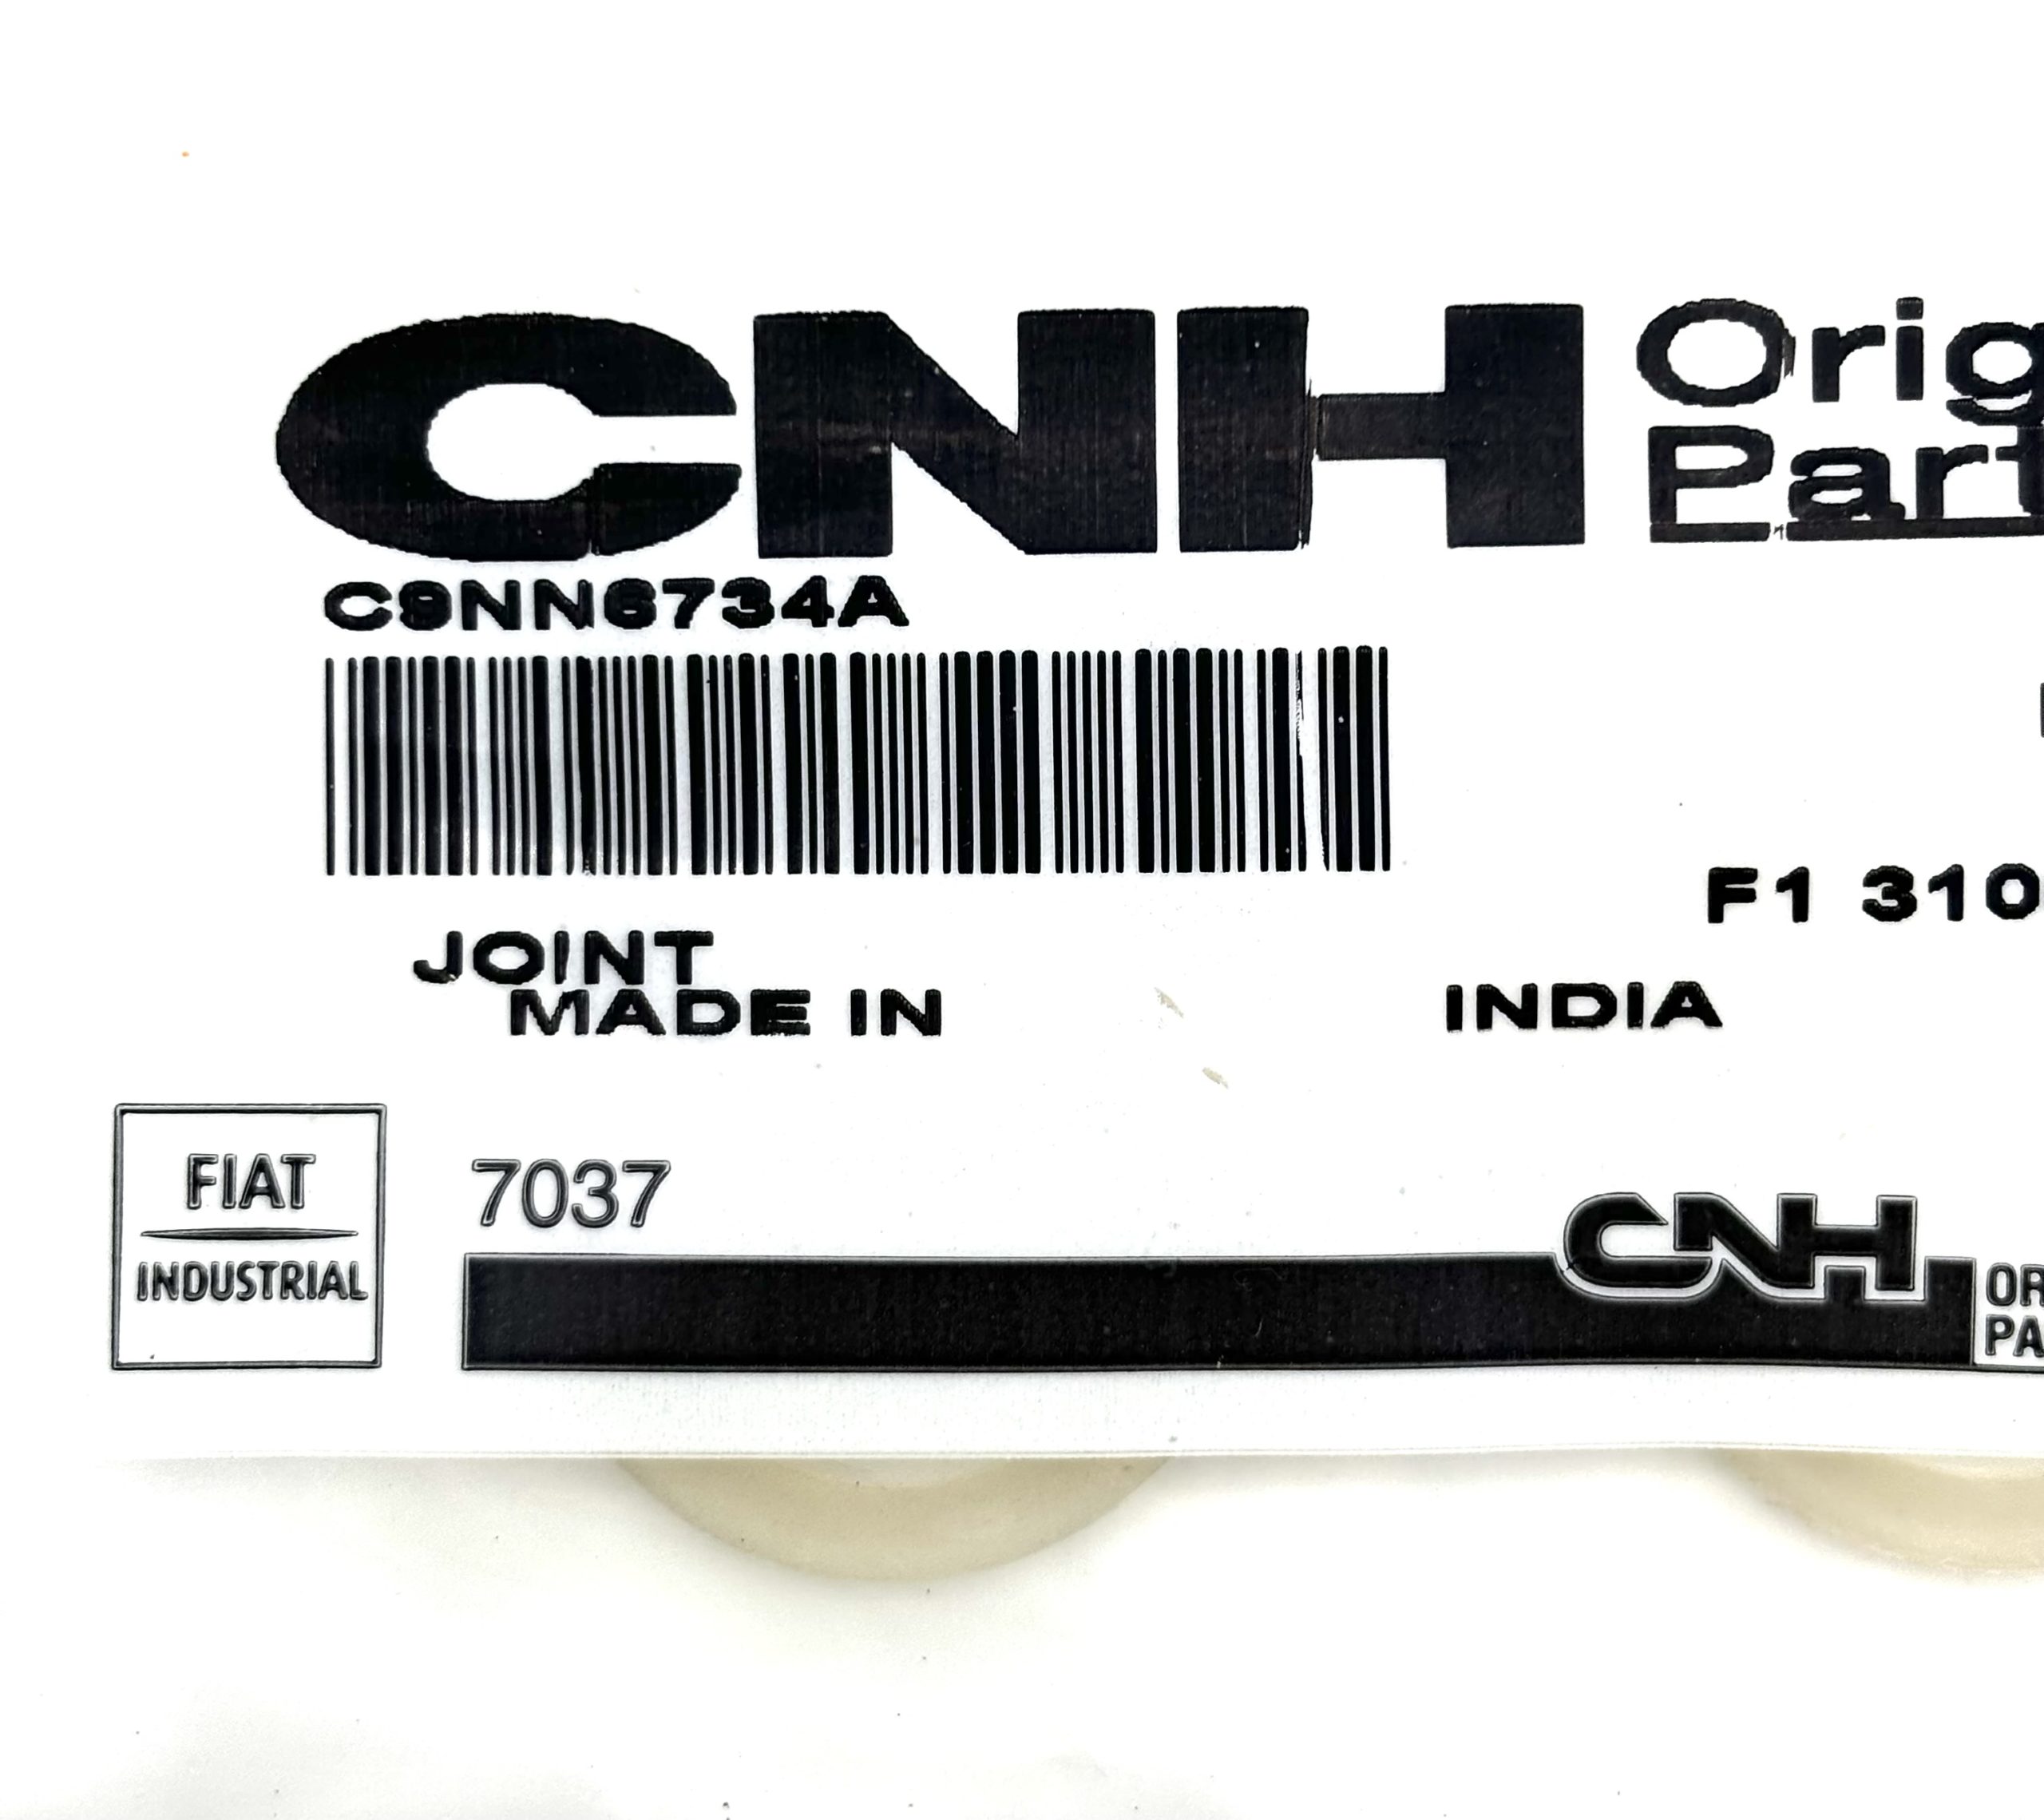 CNH Orig
Part
C9NN6734A
F1 310
JOINT
MADE IN INDIA
FIAT
INDUSTRIAL
7037
CNH OR
PA